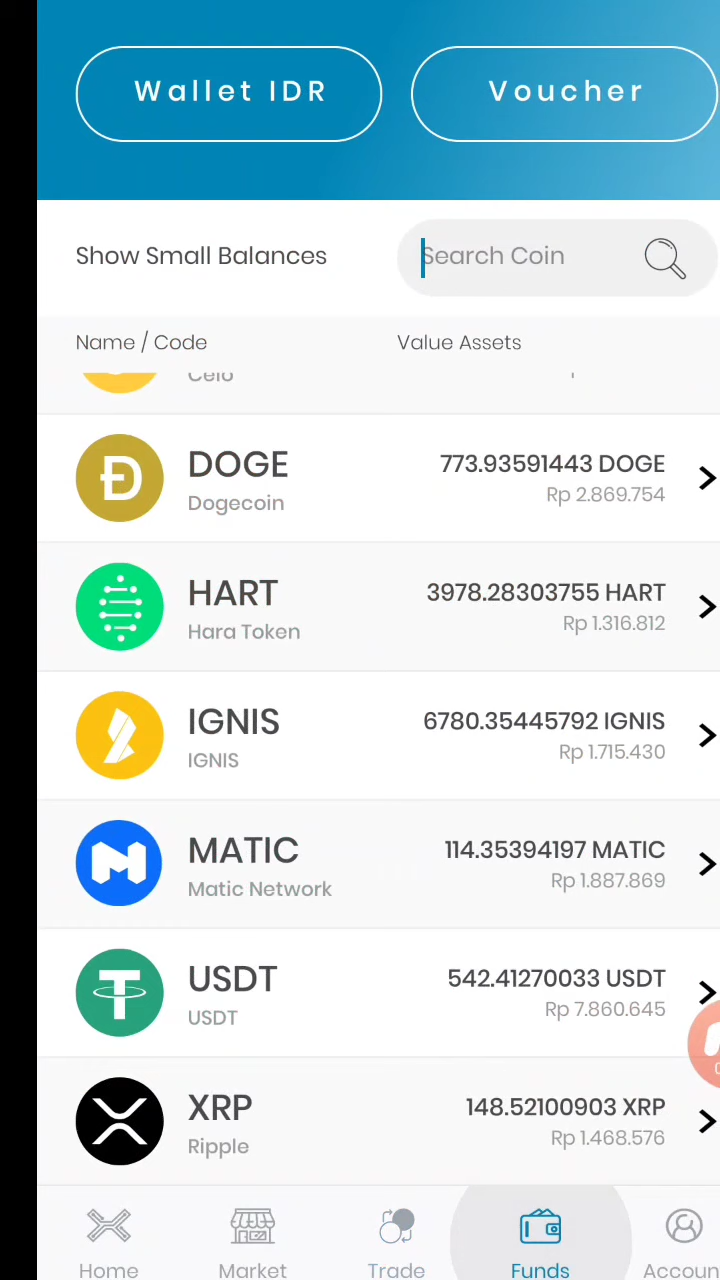 Wallet IDR
Voucher
Show Small Balances
Search Coin
Name / Code
Value Assets
Celo
DOGE
773.93591443 DOGE
Dogecoin
Rp 2.869.754
HART
3978.28303755 HART
Hara Token
Rp 1.316.812
IGNIS
6780.35445792 IGNIS
IGNIS
Rp 1.715.430
MATIC
114.35394197 MATIC
Matic Network
Rp 1.887.869
USDT
542.41270033 USDT
USDT
Rp 7.860.645
XRP
148.52100903 XRP
Ripple
Rp 1.468.576
Home
Market
Trade
Funds
Accoun